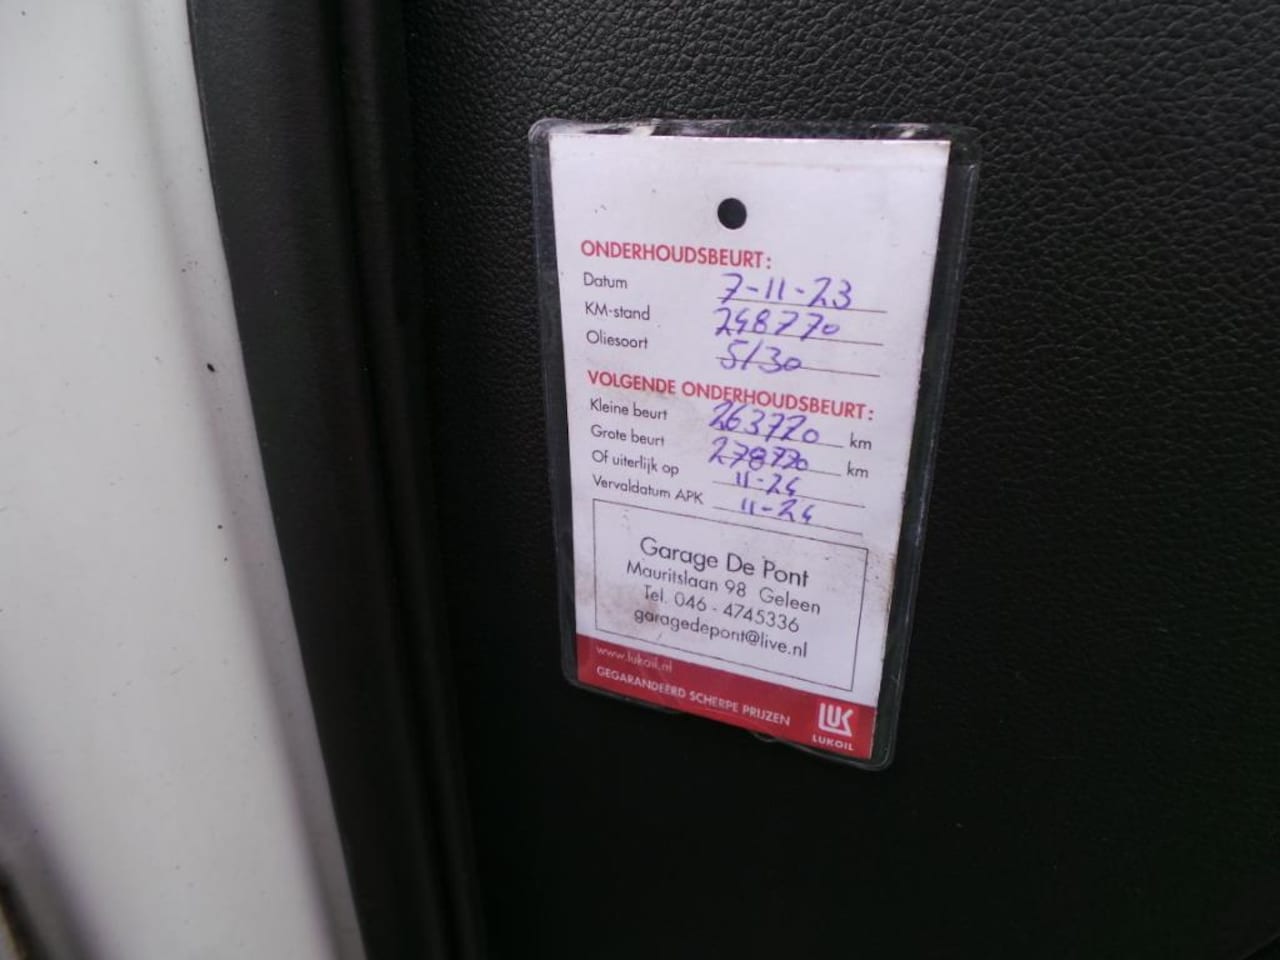 ONDERHOUDSBEURT:
Datum 7-11-23
KM-stand 248770
Oliesoort 5/30
VOLGENDE ONDERHOUDSBEURT:
Kleine beurt 263770 km
Grote beurt 278770 km
Of uiterlijk op 11-24
Vervaldatum APK 11-24
Garage De Pont
Mauritslaan 98 Geleen
Tel. 046 - 4745336
garagedepont@live.nl
www.lukoil.nl
GEGARANDEERD SCHERPE PRIJZEN
LUK
LUKOIL